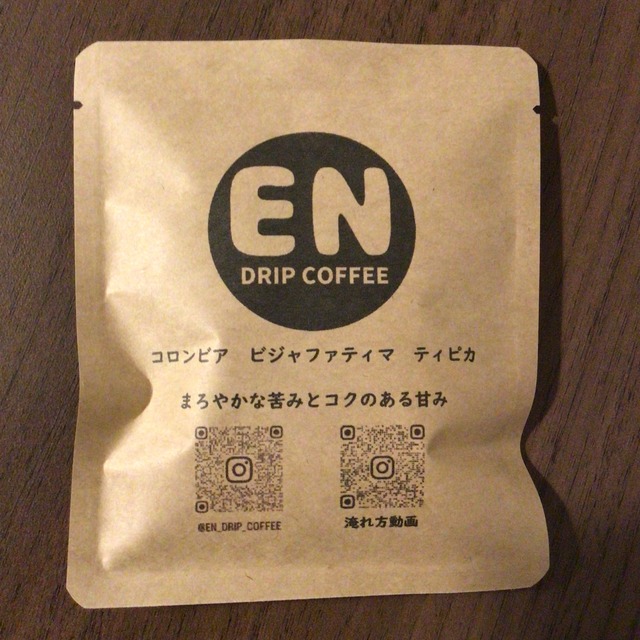 EN
DRIP COFFEE
コロンビア ビジャファティマ ティピカ
まろやかな苦みとコクのある甘み
@EN_DRIP_COFFEE
淹れ方動画